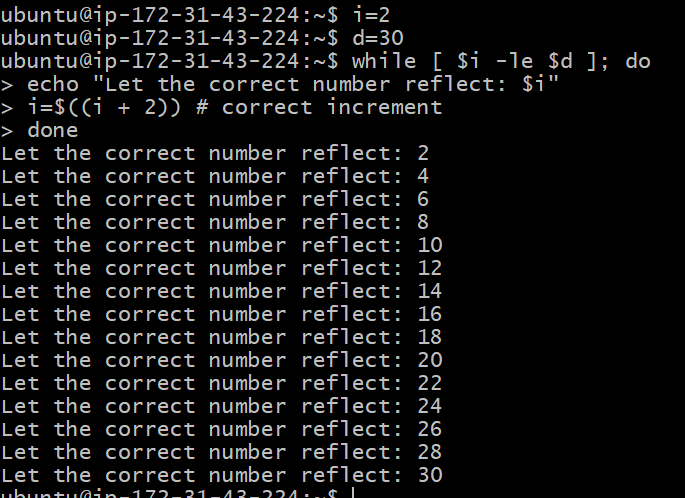 ubuntu@ip-172-31-43-224:~$ i=2
ubuntu@ip-172-31-43-224:~$ d=30
ubuntu@ip-172-31-43-224:~$ while [ $i -le $d ]; do
> echo "Let the correct number reflect: $i"
> i=$((i + 2)) # correct increment
> done
Let the correct number reflect: 2
Let the correct number reflect: 4
Let the correct number reflect: 6
Let the correct number reflect: 8
Let the correct number reflect: 10
Let the correct number reflect: 12
Let the correct number reflect: 14
Let the correct number reflect: 16
Let the correct number reflect: 18
Let the correct number reflect: 20
Let the correct number reflect: 22
Let the correct number reflect: 24
Let the correct number reflect: 26
Let the correct number reflect: 28
Let the correct number reflect: 30
ubuntu@ip-172-31-43-224:~$